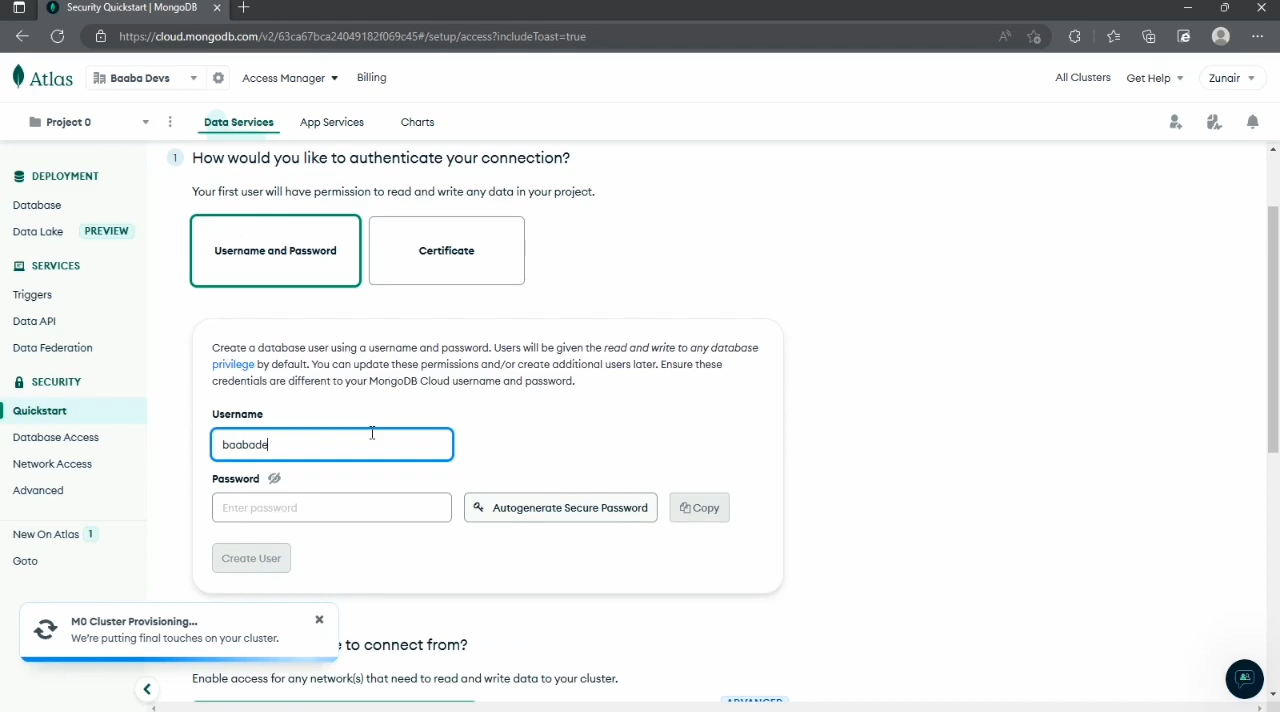 Security Quickstart | MongoDB
https://cloud.mongodb.com/v2/63ca67bca24049182f069c45#/setup/access?includeToast=true
Atlas
Baaba Devs
Access Manager
Billing
All Clusters
Get Help
Zunair
Project 0
Data Services
App Services
Charts
DEPLOYMENT
Database
Data Lake PREVIEW
SERVICES
Triggers
Data API
Data Federation
SECURITY
Quickstart
Database Access
Network Access
Advanced
New On Atlas 1
Goto
1 How would you like to authenticate your connection?
Your first user will have permission to read and write any data in your project.
Username and Password
Certificate
Create a database user using a username and password. Users will be given the read and write to any database
privilege by default. You can update these permissions and/or create additional users later. Ensure these
credentials are different to your MongoDB Cloud username and password.
Username
baabade
Password
Enter password
Autogenerate Secure Password
Copy
Create User
M0 Cluster Provisioning...
We're putting final touches on your cluster.
e to connect from?
Enable access for any network(s) that need to read and write data to your cluster.
ADVANCED